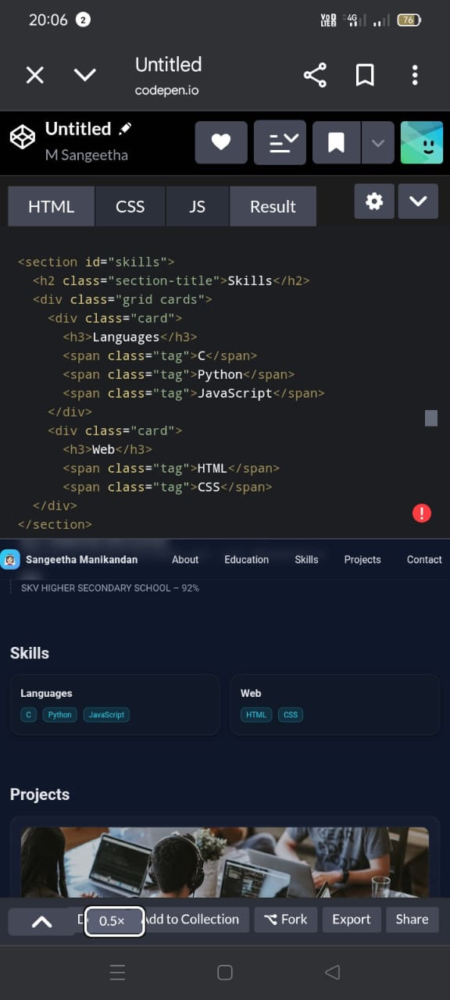 20:06 2 VoD LTE2 4G 76
Untitled
codepen.io
Untitled
M Sangeetha
HTML CSS JS Result
<section id="skills">
<h2 class="section-title">Skills</h2>
<div class="grid cards">
<div class="card">
<h3>Languages</h3>
<span class="tag">C</span>
<span class="tag">Python</span>
<span class="tag">JavaScript</span>
</div>
<div class="card">
<h3>Web</h3>
<span class="tag">HTML</span>
<span class="tag">CSS</span>
</div>
</section>
!
Sangeetha Manikandan About Education Skills Projects Contact
SKV HIGHER SECONDARY SCHOOL – 92%
Skills
Languages Web
C Python JavaScript HTML CSS
Projects
0.5× Add to Collection Fork Export Share